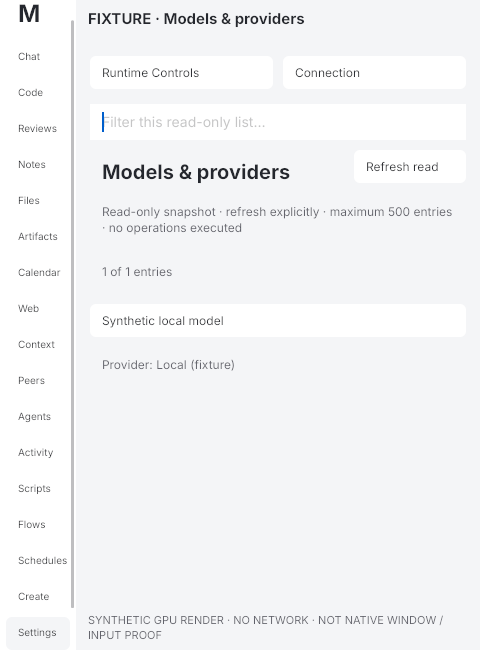 M
Chat
Code
Reviews
Notes
Files
Artifacts
Calendar
Web
Context
Peers
Agents
Activity
Scripts
Flows
Schedules
Create
Settings
FIXTURE · Models & providers
Runtime Controls
Connection
Filter this read-only list...
Models & providers
Refresh read
Read-only snapshot · refresh explicitly · maximum 500 entries
· no operations executed
1 of 1 entries
Synthetic local model
Provider: Local (fixture)
SYNTHETIC GPU RENDER · NO NETWORK · NOT NATIVE WINDOW /
INPUT PROOF